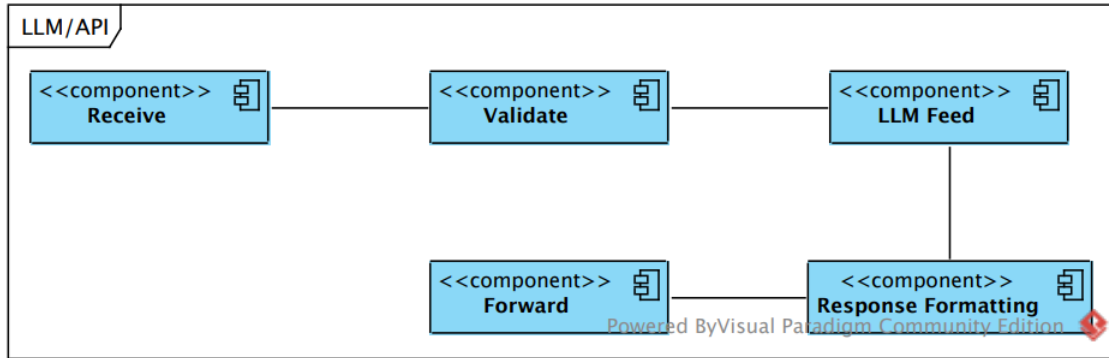 LLM/API
<<component>>
Receive
<<component>>
Validate
<<component>>
LLM Feed
<<component>>
Forward
<<component>>
Response Formatting
Powered ByVisual Paradigm Community Edition